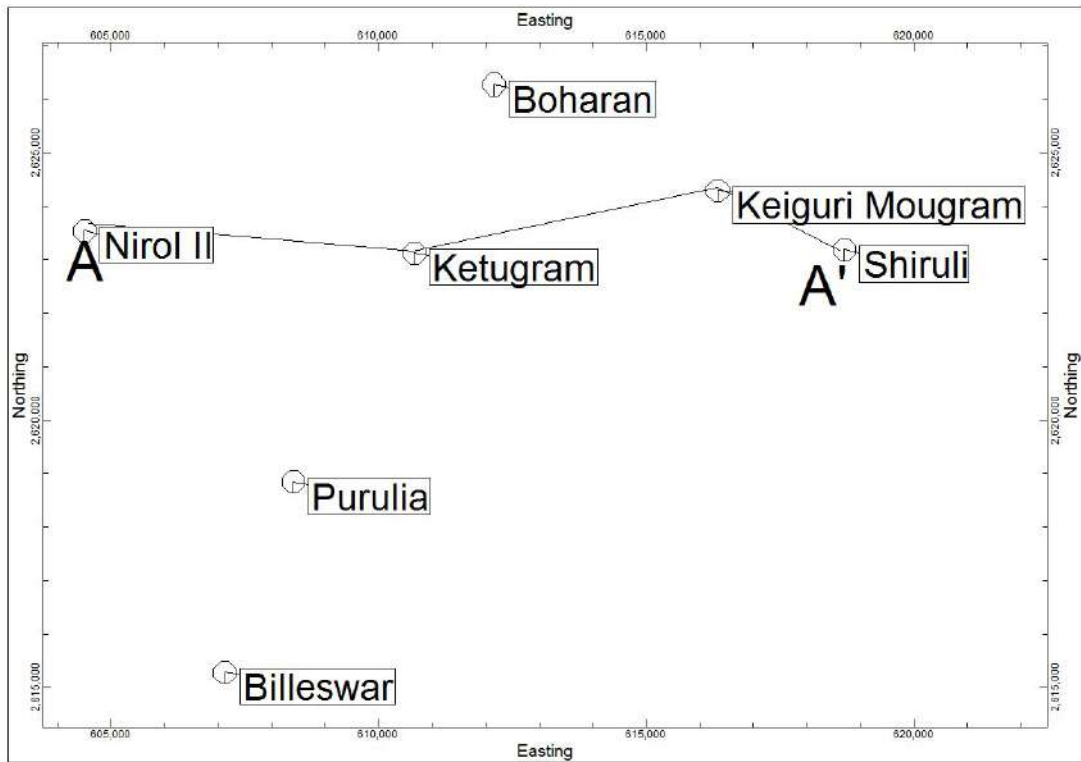 Easting
605,000 610,000 615,000 620,000
Boharan
2,625,000 2,625,000
Keiguri Mougram
Nirol II
Ketugram
Shiruli
A A'
Northing Northing
2,620,000 2,620,000
Purulia
Billeswar
2,615,000 2,615,000
605,000 610,000 615,000 620,000
Easting